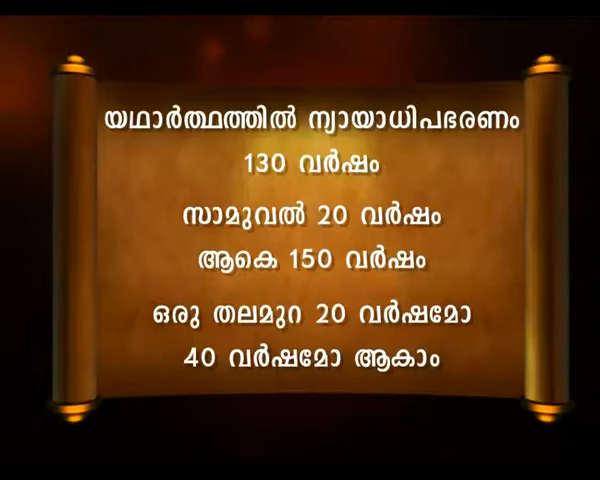 യഥാർത്ഥത്തിൽ ന്യായാധിപഭരണം
130 വർഷം
സാമുവൽ 20 വർഷം
ആകെ 150 വർഷം
ഒരു തലമുറ 20 വർഷമോ
40 വർഷമോ ആകാം